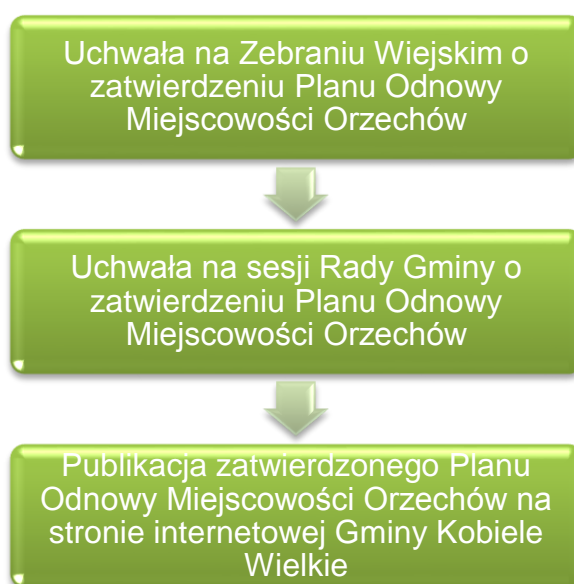 Uchwała na Zebraniu Wiejskim o
zatwierdzeniu Planu Odnowy
Miejscowości Orzechów
Uchwała na sesji Rady Gminy o
zatwierdzeniu Planu Odnowy
Miejscowości Orzechów
Publikacja zatwierdzonego Planu
Odnowy Miejscowości Orzechów na
stronie internetowej Gminy Kobiele
Wielkie